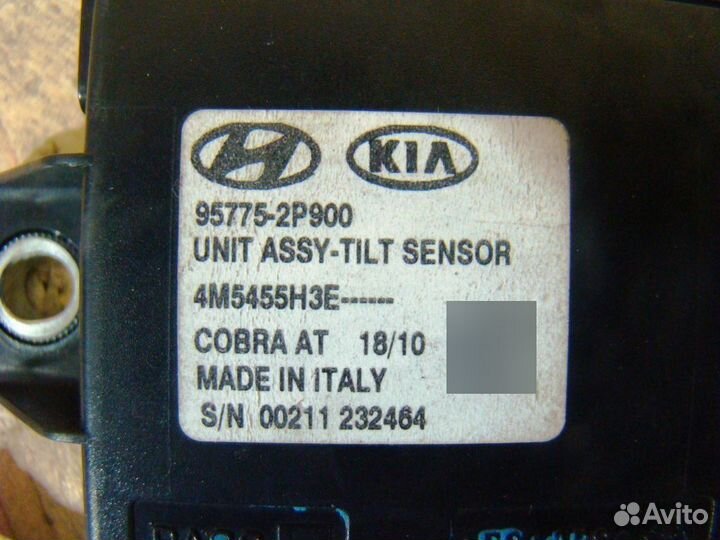 KIA
95775-2P900
UNIT ASSY-TILT SENSOR
4M5455H3E------
COBRA AT 18/10
MADE IN ITALY
S/N 00211 232464
Avito